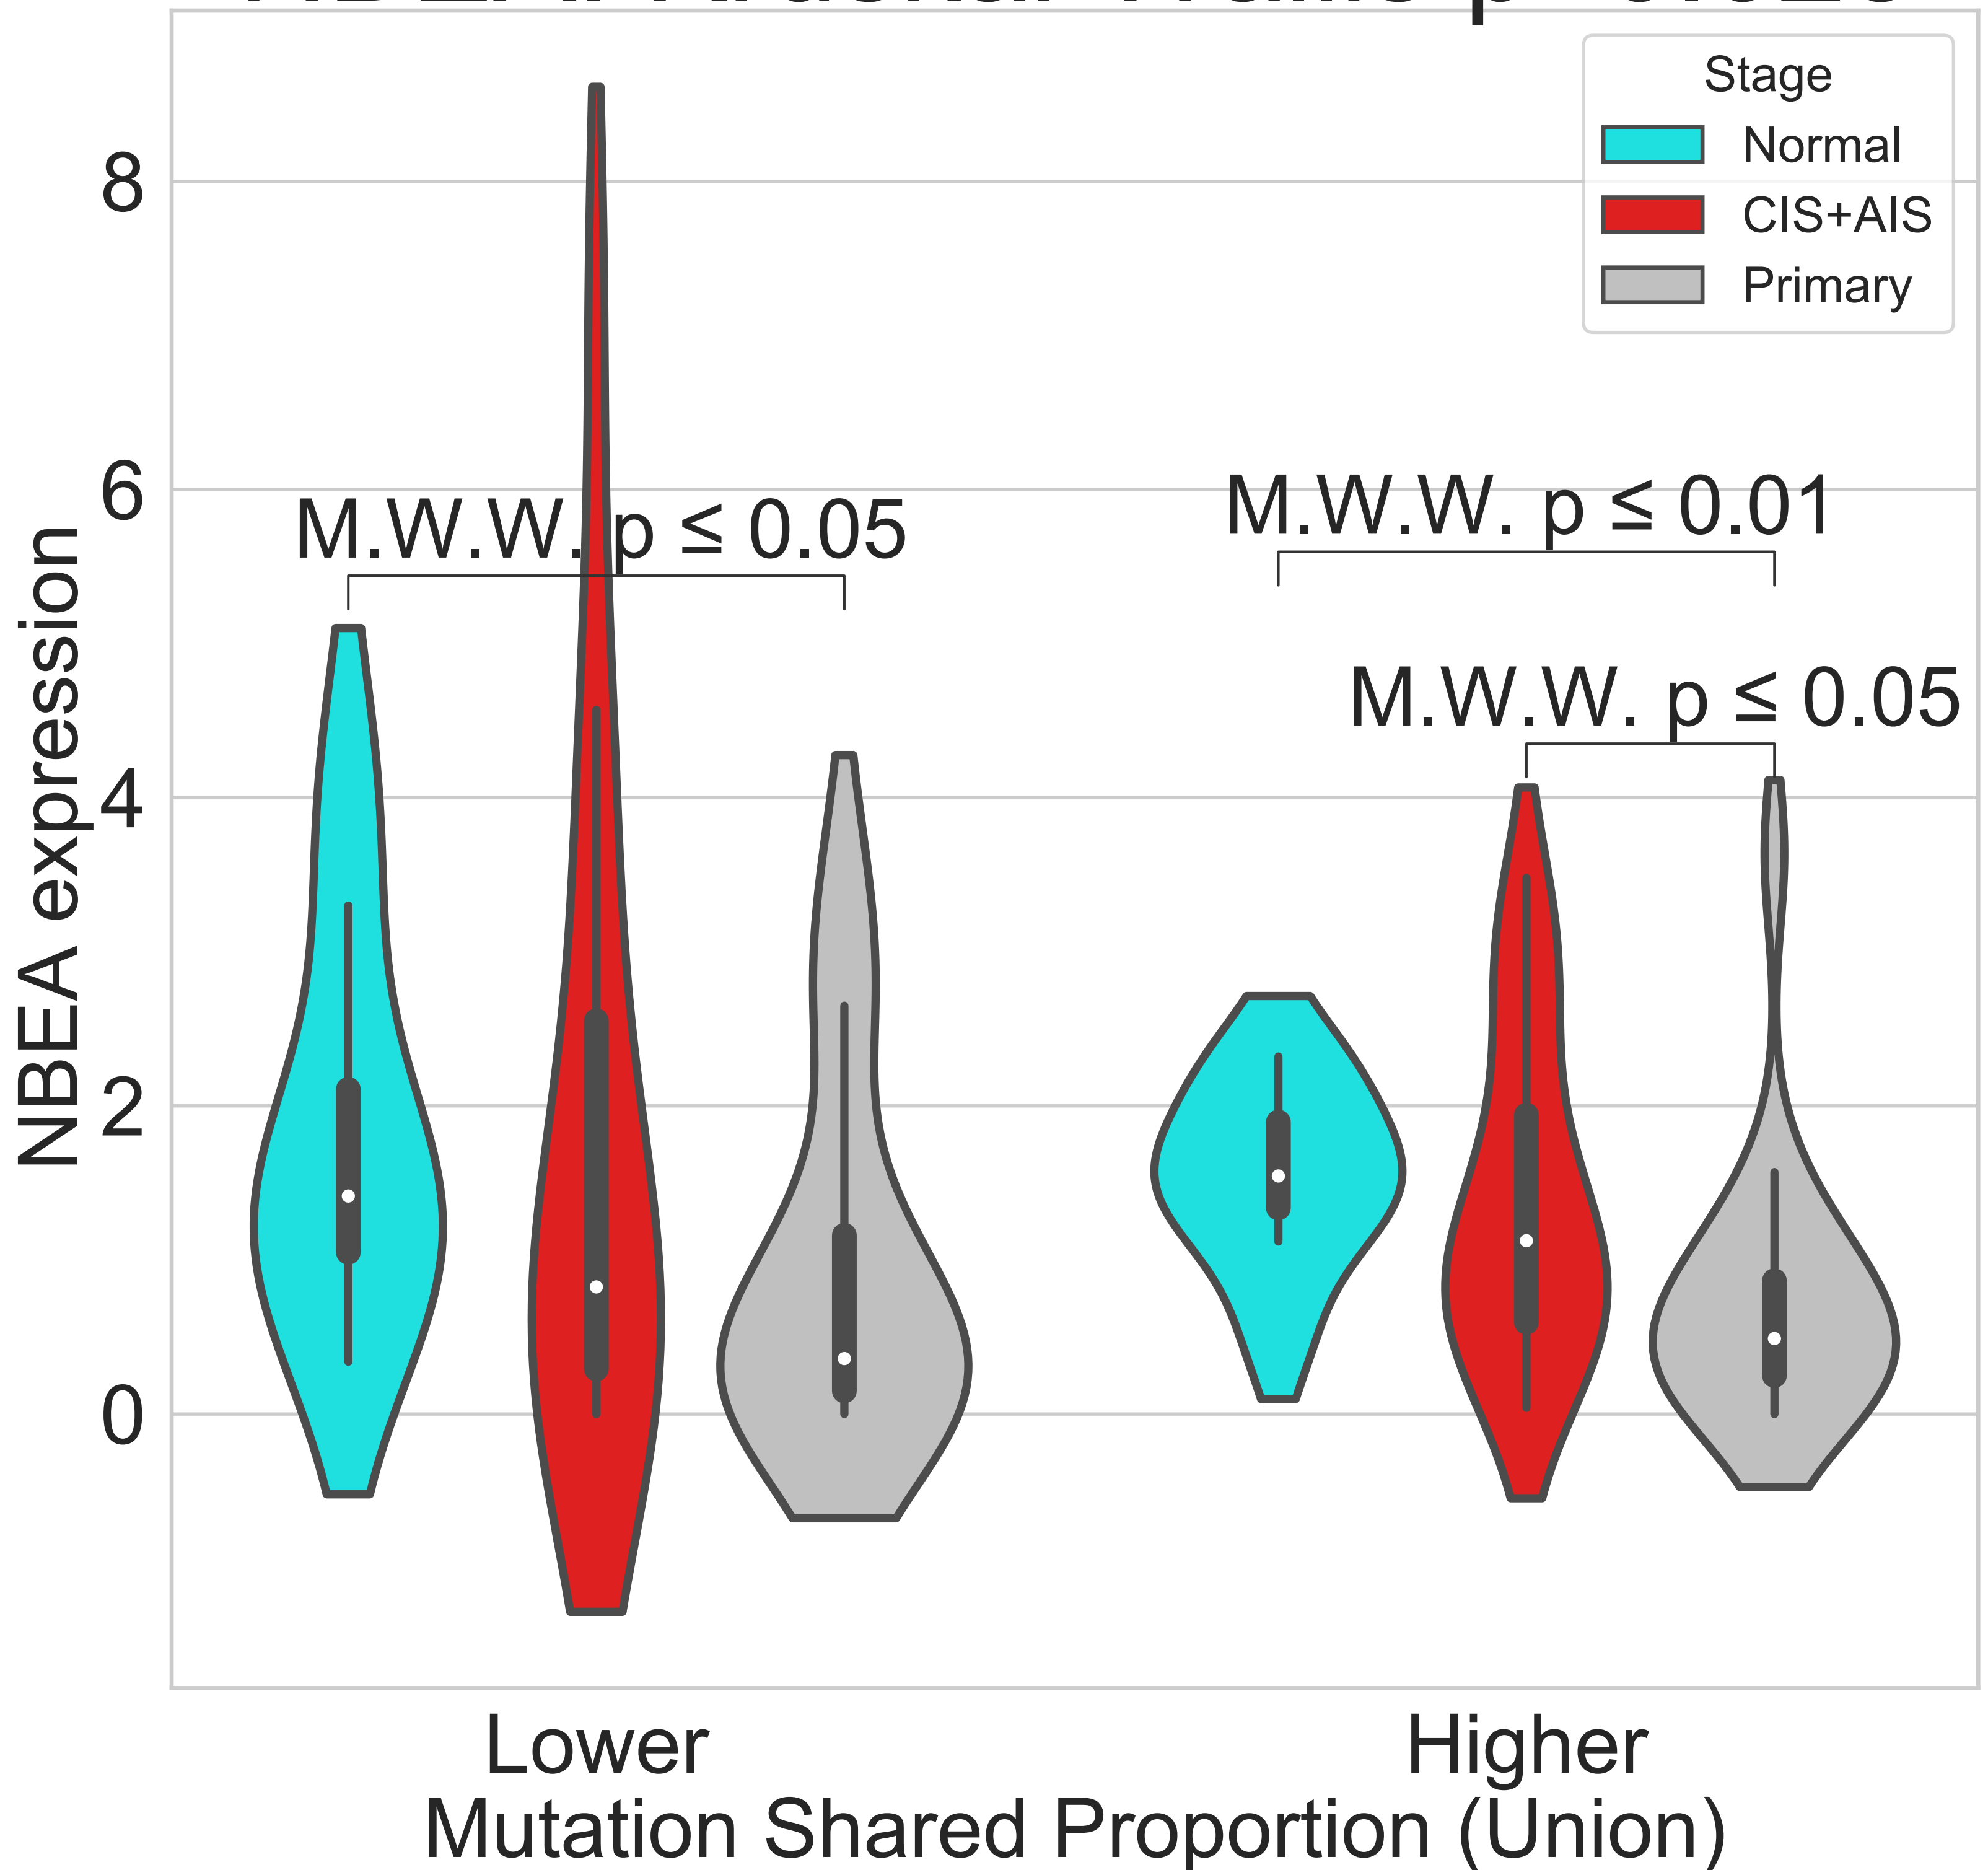 Stage
Normal
CIS+AIS
Primary
8
6
4
2
0
NBEA expression
M.W.W. p ≤ 0.05
M.W.W. p ≤ 0.01
M.W.W. p ≤ 0.05
Lower
Higher
Mutation Shared Proportion (Union)